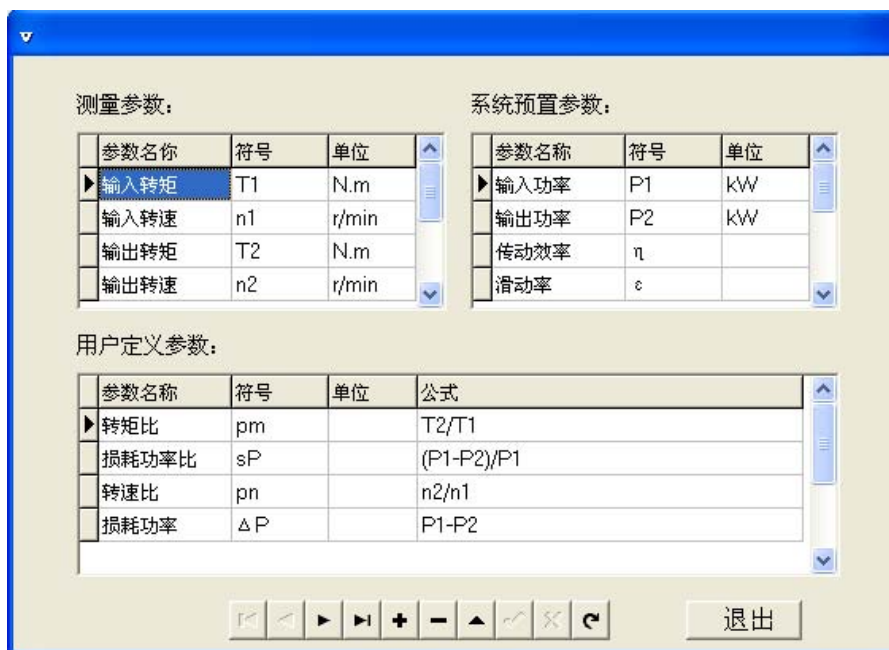 测量参数：
参数名你 符号 单位
输入转矩 T1 N.m
输入转速 n1 r/min
输出转矩 T2 N.m
输出转速 n2 r/min
系统预置参数：
参数名称 符号 单位
输入功率 P1 kW
输出功率 P2 kW
传动效率 η
滑动率 ε
用户定义参数：
参数名称 符号 单位 公式
转矩比 pm T2/T1
损耗功率比 sP (P1-P2)/P1
转速比 pn n2/n1
损耗功率 ΔP P1-P2
退出